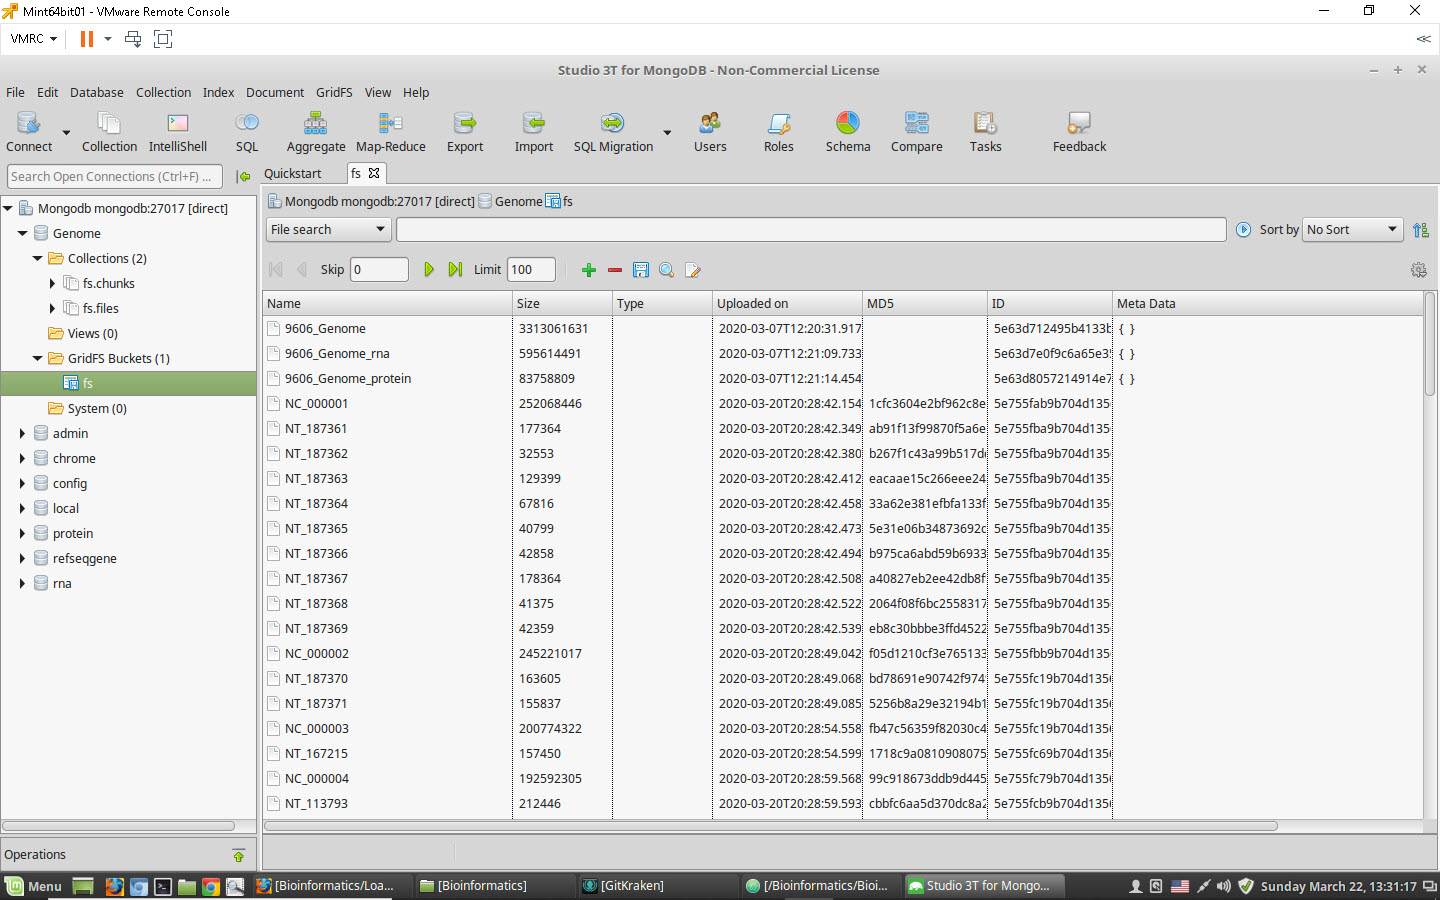 Mint64bit01 - VMware Remote Console
VMRC
Studio 3T for MongoDB - Non-Commercial License
File Edit Database Collection Index Document GridFS View Help
Connect Collection IntelliShell SQL Aggregate Map-Reduce Export Import SQL Migration Users Roles Schema Compare Tasks Feedback
Search Open Connections (Ctrl+F) ...
Quickstart fs
Mongodb mongodb:27017 [direct]
Genome
Collections (2)
fs.chunks
fs.files
Views (0)
GridFS Buckets (1)
fs
System (0)
admin
chrome
config
local
protein
refseqgene
rna
Operations
Mongodb mongodb:27017 [direct] Genome fs
File search Sort by No Sort
Skip 0 Limit 100
Name Size Type Uploaded on MD5 ID Meta Data
9606_Genome 3313061631 2020-03-07T12:20:31.917 5e63d712495b4133b { }
9606_Genome_rna 595614491 2020-03-07T12:21:09.733 5e63d7e0f9c6a65e3 { }
9606_Genome_protein 83758809 2020-03-07T12:21:14.454 5e63d8057214914e7 { }
NC_000001 252068446 2020-03-20T20:28:42.154 1cfc3604e2bf962c8e 5e755fab9b704d135
NT_187361 177364 2020-03-20T20:28:42.349 ab91f13f99870f5a6e 5e755fba9b704d135
NT_187362 32553 2020-03-20T20:28:42.380 b267f1c43a99b517d 5e755fba9b704d135
NT_187363 129399 2020-03-20T20:28:42.412 eacaae15c266eee24 5e755fba9b704d135
NT_187364 67816 2020-03-20T20:28:42.458 33a62e381efbfa133f 5e755fba9b704d135
NT_187365 40799 2020-03-20T20:28:42.473 5e31e06b34873692c 5e755fba9b704d135
NT_187366 42858 2020-03-20T20:28:42.494 b975ca6abd59b6933 5e755fba9b704d135
NT_187367 178364 2020-03-20T20:28:42.508 a40827eb2ee42db8f 5e755fba9b704d135
NT_187368 41375 2020-03-20T20:28:42.522 2064f08f6bc2558317 5e755fba9b704d135
NT_187369 42359 2020-03-20T20:28:42.539 eb8c30bbbe3ffd4522 5e755fba9b704d135
NC_000002 245221017 2020-03-20T20:28:49.042 f05d1210cf3e765133 5e755fbb9b704d135
NT_187370 163605 2020-03-20T20:28:49.068 bd78691e90742f974 5e755fc19b704d135
NT_187371 155837 2020-03-20T20:28:49.085 5256b8a29e32194b1 5e755fc19b704d135
NC_000003 200774322 2020-03-20T20:28:54.558 fb47c56359f82030c4 5e755fc19b704d135
NT_167215 157450 2020-03-20T20:28:54.599 1718c9a0810908075 5e755fc69b704d135
NC_000004 192592305 2020-03-20T20:28:59.568 99c918673ddb9d445 5e755fc79b704d135
NT_113793 212446 2020-03-20T20:28:59.593 cbbfc6aa5d370dc8a2 5e755fcb9b704d135
Menu [Bioinformatics/Loa... [Bioinformatics] [GitKraken] [/Bioinformatics/Bioi... Studio 3T for Mongo... Sunday March 22, 13:31:17